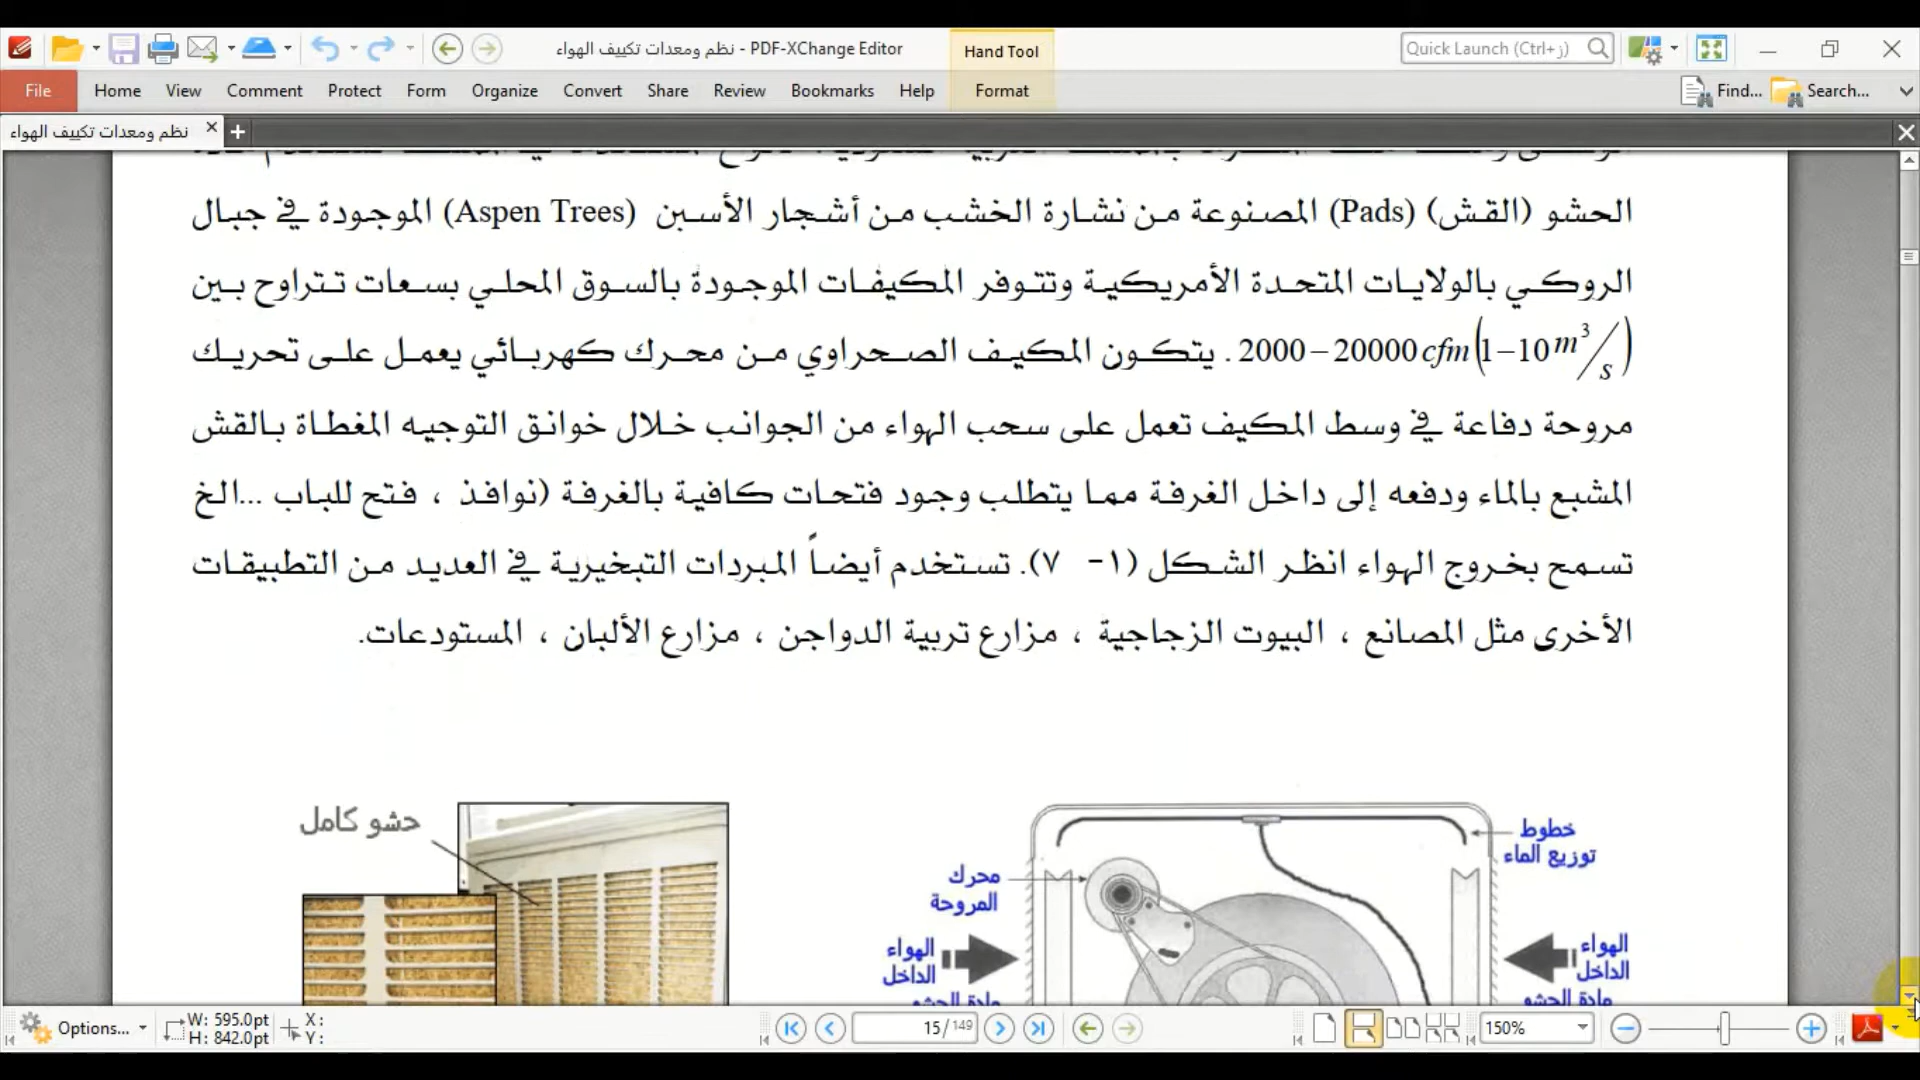 نظم ومعدات تكييف الهواء - PDF-XChange Editor
Hand Tool
Quick Launch (Ctrl+ز)
File Home View Comment Protect Form Organize Convert Share Review Bookmarks Help Format Find... Search...
نظم ومعدات تكييف الهواء
الحشو (القش) (Pads) المصنوعة من نشارة الخشب من أشجار الأسبن (Aspen Trees) الموجودة في جبال
الروكي بالولايات المتحدة الأمريكية وتتوفر المكيفات الموجودة بالسوق المحلي بسعات تتراوح بين
2000 – 20000 cfm (1 – 10 m³/s) . يتكون المكيف الصحراوي من محرك كهربائي يعمل على تحريك
مروحة دفاعة في وسط المكيف تعمل على سحب الهواء من الجوانب خلال خوانق التوجيه المغطاة بالقش
المشبع بالماء ودفعه إلى داخل الغرفة مما يتطلب وجود فتحات كافية بالغرفة (نوافذ ، فتح للباب ...الخ
تسمح بخروج الهواء انظر الشكل (١- ٧). تستخدم أيضاً المبردات التبخيرية في العديد من التطبيقات
الأخرى مثل المصانع ، البيوت الزجاجية ، مزارع تربية الدواجن ، مزارع الألبان ، المستودعات.
خطوط
توزيع الماء
محرك
المروحة
الهواء
الداخل
مادة الحشو
الهواء
الداخل
مادة الحشو
حشو كامل
Options... W: 595.0pt X:
H: 842.0pt Y:
15 / 149
150%